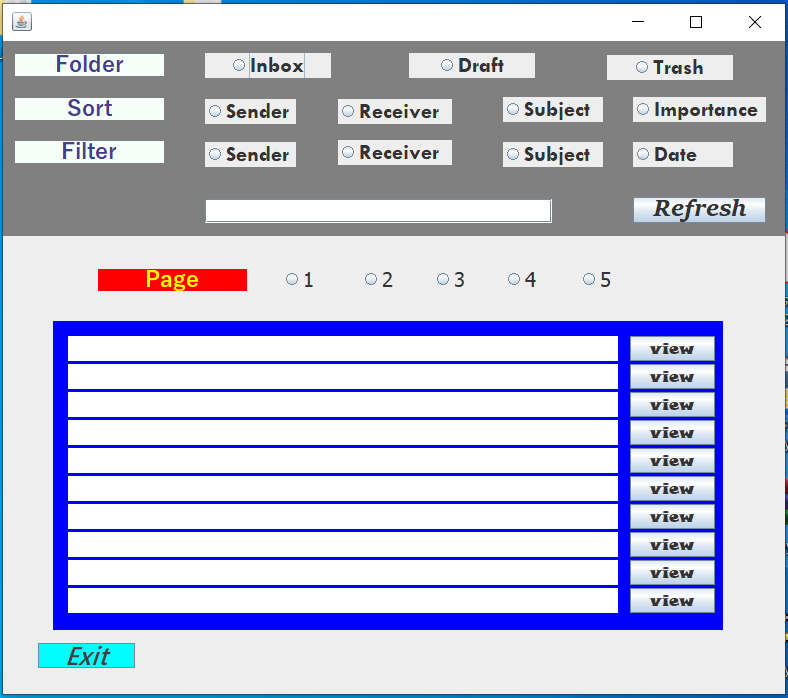 Folder Inbox Draft Trash
Sort Sender Receiver Subject Importance
Filter Sender Receiver Subject Date
Refresh
Page 1 2 3 4 5
view
view
view
view
view
view
view
view
view
view
Exit